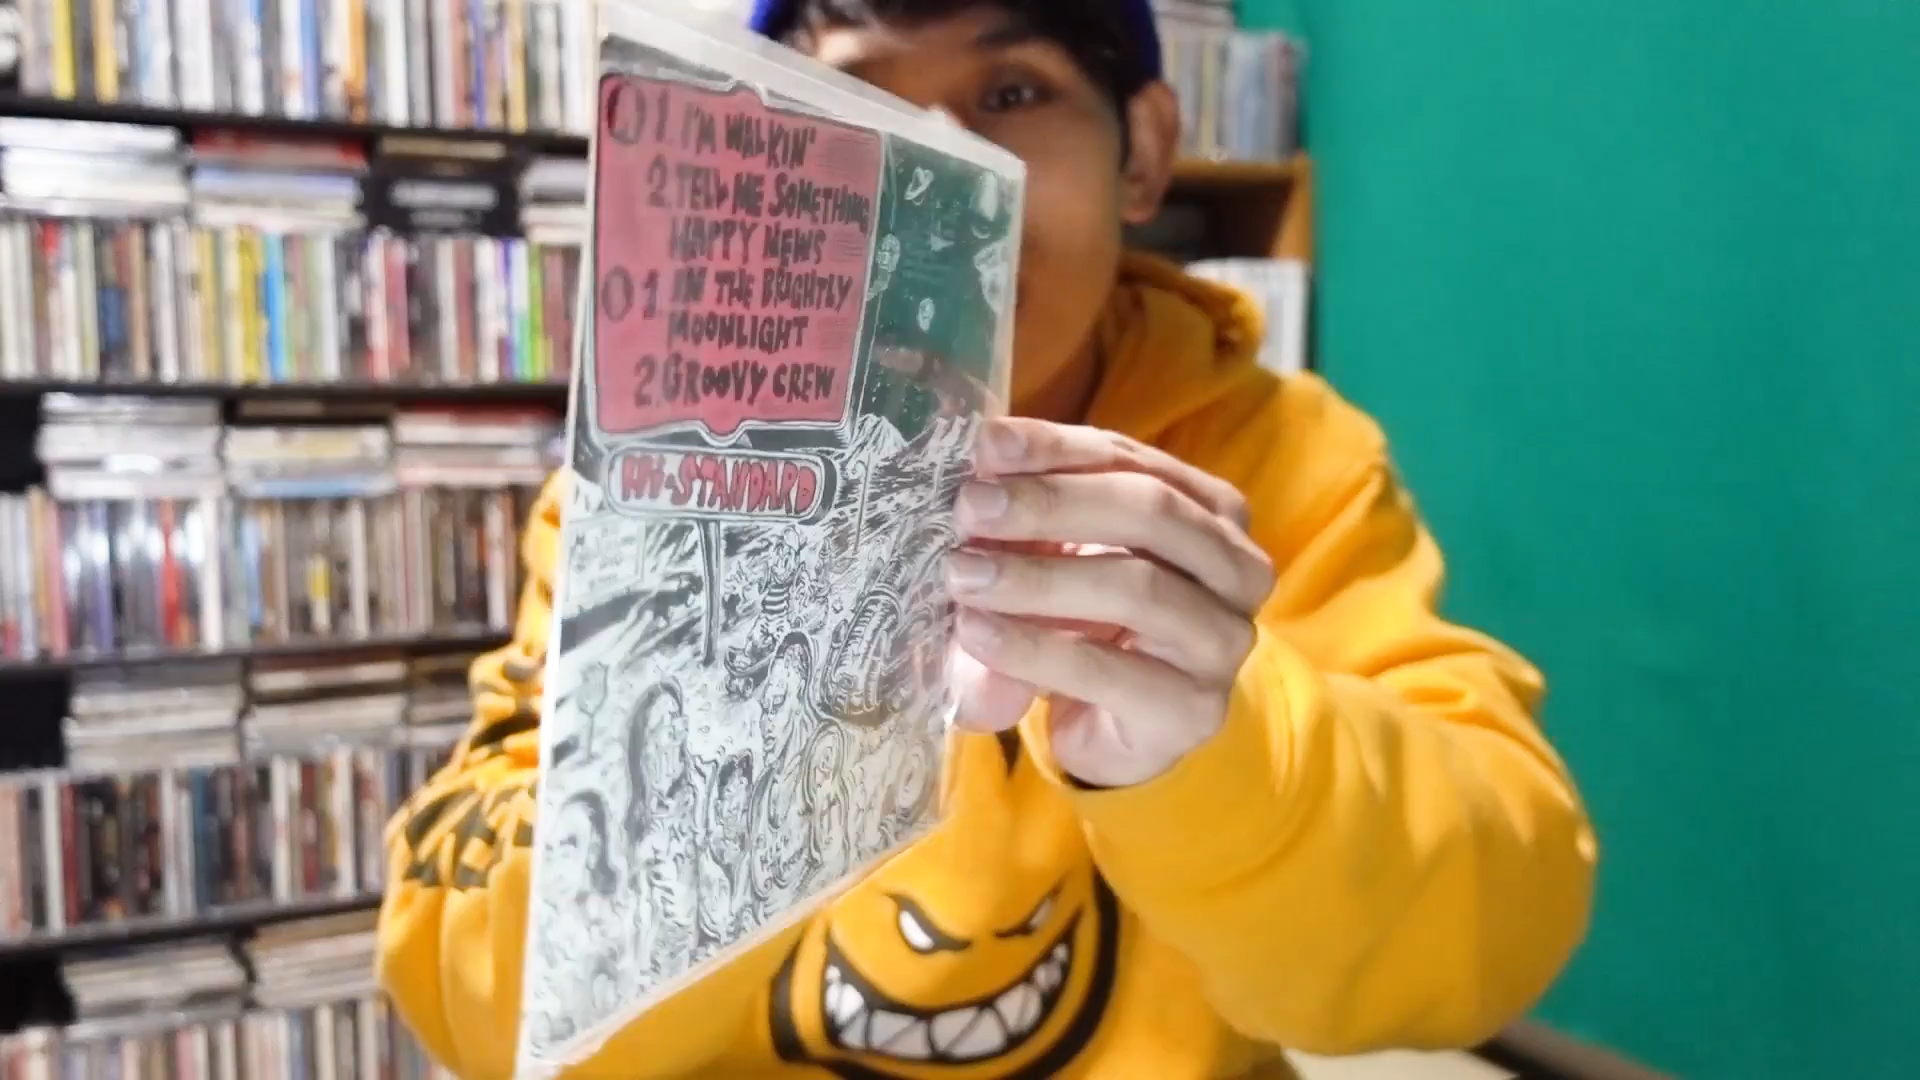 1. I'M WALKIN'
2. TELL ME SOMETHING
HAPPY NEWS
1. IN THE BRIGHTLY
MOONLIGHT
2. GROOVY CREW
HI-STANDARD